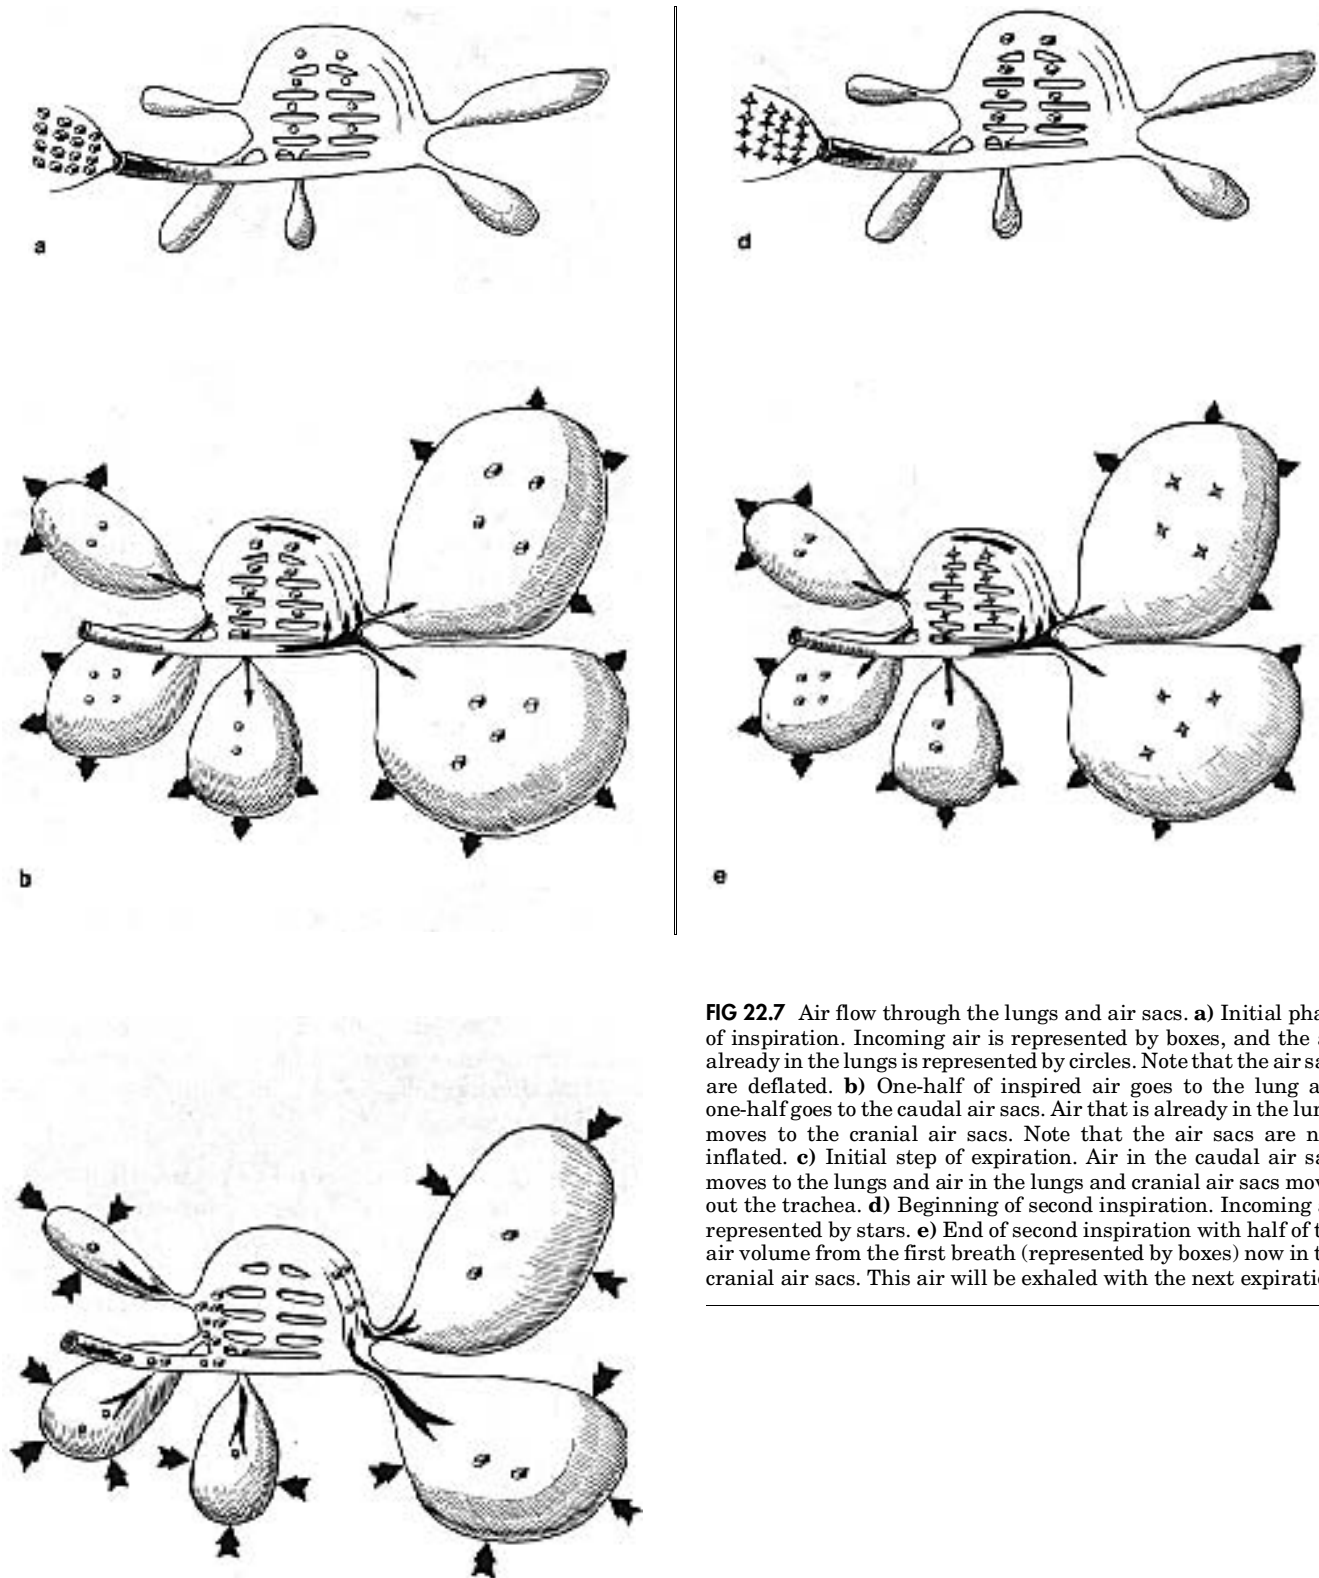 a
d
b
e
FIG 22.7 Air flow through the lungs and air sacs. a) Initial pha
of inspiration. Incoming air is represented by boxes, and the a
already in the lungs is represented by circles. Note that the air sa
are deflated. b) One-half of inspired air goes to the lung a
one-half goes to the caudal air sacs. Air that is already in the lun
moves to the cranial air sacs. Note that the air sacs are n
inflated. c) Initial step of expiration. Air in the caudal air sa
moves to the lungs and air in the lungs and cranial air sacs mov
out the trachea. d) Beginning of second inspiration. Incoming
represented by stars. e) End of second inspiration with half of t
air volume from the first breath (represented by boxes) now in t
cranial air sacs. This air will be exhaled with the next expiratio